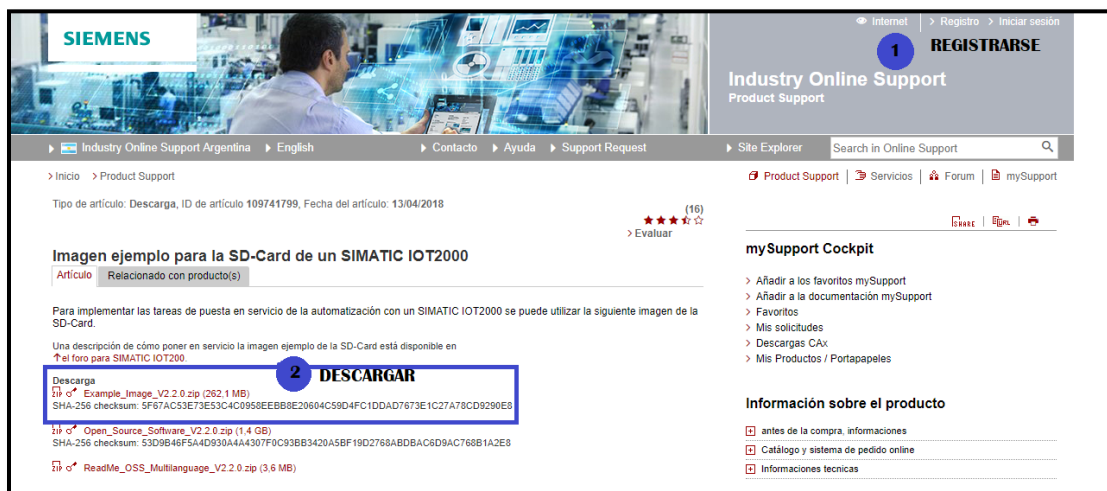 SIEMENS
Internet > Registro > Iniciar sesión
1 REGISTRARSE
Industry Online Support
Product Support
Industry Online Support Argentina English Contacto Ayuda Support Request Site Explorer Search in Online Support
> Inicio > Product Support
Product Support | Servicios | Forum | mySupport
Tipo de artículo: Descarga, ID de artículo 109741799, Fecha del artículo: 13/04/2018
(16)
> Evaluar
SHARE | URL |
Imagen ejemplo para la SD-Card de un SIMATIC IOT2000
Artículo Relacionado con producto(s)
Para implementar las tareas de puesta en servicio de la automatización con un SIMATIC IOT2000 se puede utilizar la siguiente imagen de la
SD-Card.
Una descripción de cómo poner en servicio la imagen ejemplo de la SD-Card está disponible en
el foro para SIMATIC IOT200.
2 DESCARGAR
Descarga
ZIP Example_Image_V2.2.0.zip (262,1 MB)
SHA-256 checksum: 5F67AC53E73E53C4C0958EEBB8E20604C59D4FC1DDAD7673E1C27A78CD9290E8
ZIP Open_Source_Software_V2.2.0.zip (1,4 GB)
SHA-256 checksum: 53D9B46F5A4D930A4A4307F0C93BB3420A5BF19D2768ABDBAC6D9AC768B1A2E8
ZIP ReadMe_OSS_Multilanguage_V2.2.0.zip (3,6 MB)
mySupport Cockpit
> Añadir a los favoritos mySupport
> Añadir a la documentación mySupport
> Favoritos
> Mis solicitudes
> Descargas CAx
> Mis Productos / Portapapeles
Información sobre el producto
antes de la compra, informaciones
Catálogo y sistema de pedido online
Informaciones tecnicas